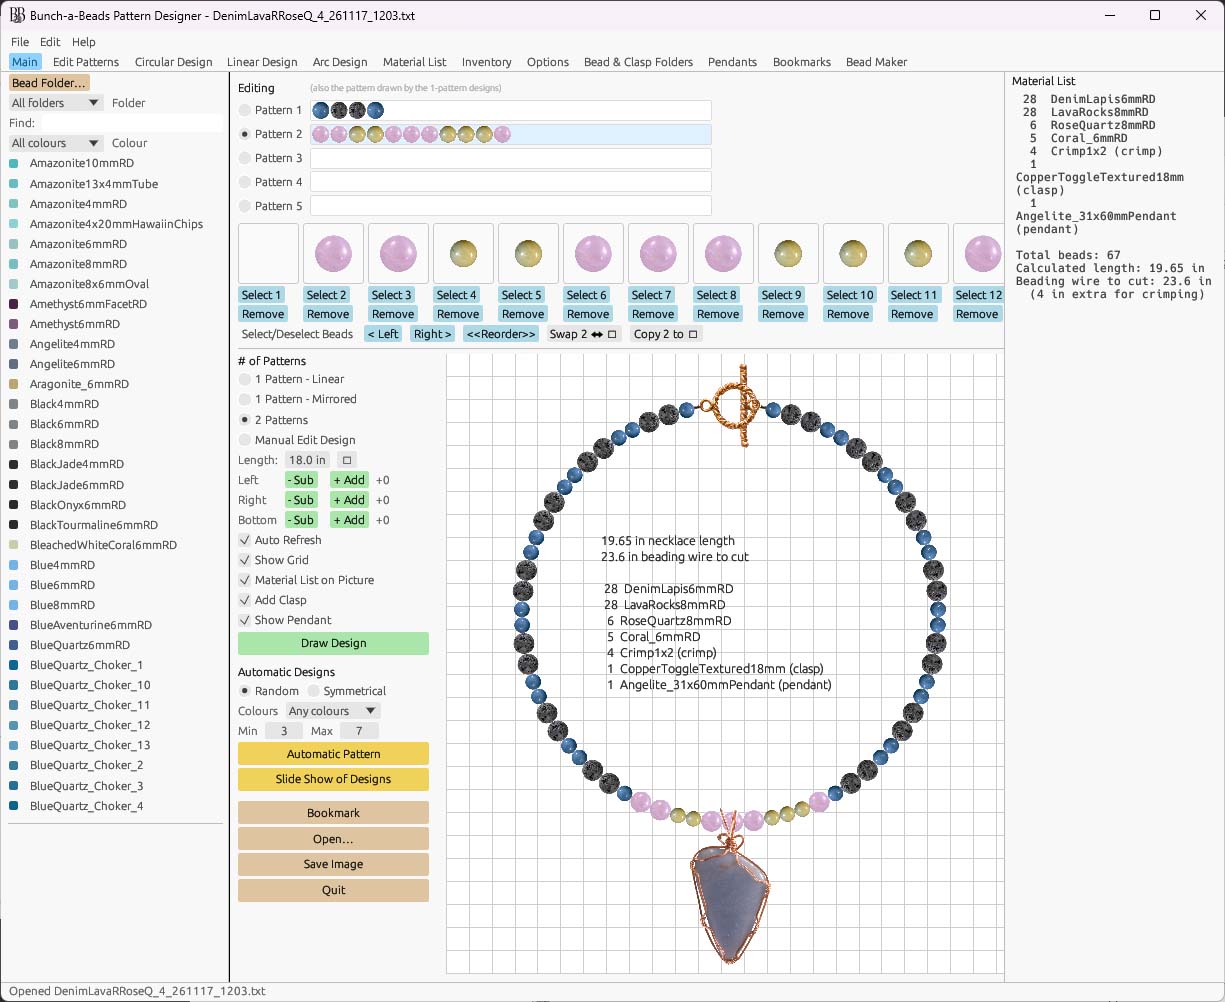 Bunch-a-Beads Pattern Designer - DenimLavaRRoseQ_4_261117_1203.txt
File Edit Help
Main Edit Patterns Circular Design Linear Design Arc Design Material List Inventory Options Bead & Clasp Folders Pendants Bookmarks Bead Maker
Bead Folder...
All folders Folder
Find:
All colours Colour
Amazonite10mmRD
Amazonite13x4mmTube
Amazonite4mmRD
Amazonite4x20mmHawaiinChips
Amazonite6mmRD
Amazonite8mmRD
Amazonite8x6mmOval
Amethyst6mmFacetRD
Amethyst6mmRD
Angelite4mmRD
Angelite6mmRD
Aragonite_6mmRD
Black4mmRD
Black6mmRD
Black8mmRD
BlackJade4mmRD
BlackJade6mmRD
BlackOnyx6mmRD
BlackTourmaline6mmRD
BleachedWhiteCoral6mmRD
Blue4mmRD
Blue6mmRD
Blue8mmRD
BlueAventurine6mmRD
BlueQuartz6mmRD
BlueQuartz_Choker_1
BlueQuartz_Choker_10
BlueQuartz_Choker_11
BlueQuartz_Choker_12
BlueQuartz_Choker_13
BlueQuartz_Choker_2
BlueQuartz_Choker_3
BlueQuartz_Choker_4
Editing (also the pattern drawn by the 1-pattern designs)
Pattern 1
Pattern 2
Pattern 3
Pattern 4
Pattern 5
Select 1 Select 2 Select 3 Select 4 Select 5 Select 6 Select 7 Select 8 Select 9 Select 10 Select 11 Select 12
Remove Remove Remove Remove Remove Remove Remove Remove Remove Remove Remove Remove
Select/Deselect Beads < Left Right > <<Reorder>> Swap 2 ⬌ Copy 2 to
# of Patterns
1 Pattern - Linear
1 Pattern - Mirrored
2 Patterns
Manual Edit Design
Length: 18.0 in
Left - Sub + Add +0
Right - Sub + Add +0
Bottom - Sub + Add +0
Auto Refresh
Show Grid
Material List on Picture
Add Clasp
Show Pendant
Draw Design
Automatic Designs
Random Symmetrical
Colours Any colours
Min 3 Max 7
Automatic Pattern
Slide Show of Designs
Bookmark
Open...
Save Image
Quit
19.65 in necklace length
23.6 in beading wire to cut
28 DenimLapis6mmRD
28 LavaRocks8mmRD
6 RoseQuartz8mmRD
5 Coral_6mmRD
4 Crimp1x2 (crimp)
1 CopperToggleTextured18mm (clasp)
1 Angelite_31x60mmPendant (pendant)
Material List
28 DenimLapis6mmRD
28 LavaRocks8mmRD
6 RoseQuartz8mmRD
5 Coral_6mmRD
4 Crimp1x2 (crimp)
1
CopperToggleTextured18mm
(clasp)
1
Angelite_31x60mmPendant
(pendant)
Total beads: 67
Calculated length: 19.65 in
Beading wire to cut: 23.6 in
(4 in extra for crimping)
Opened DenimLavaRRoseQ_4_261117_1203.txt